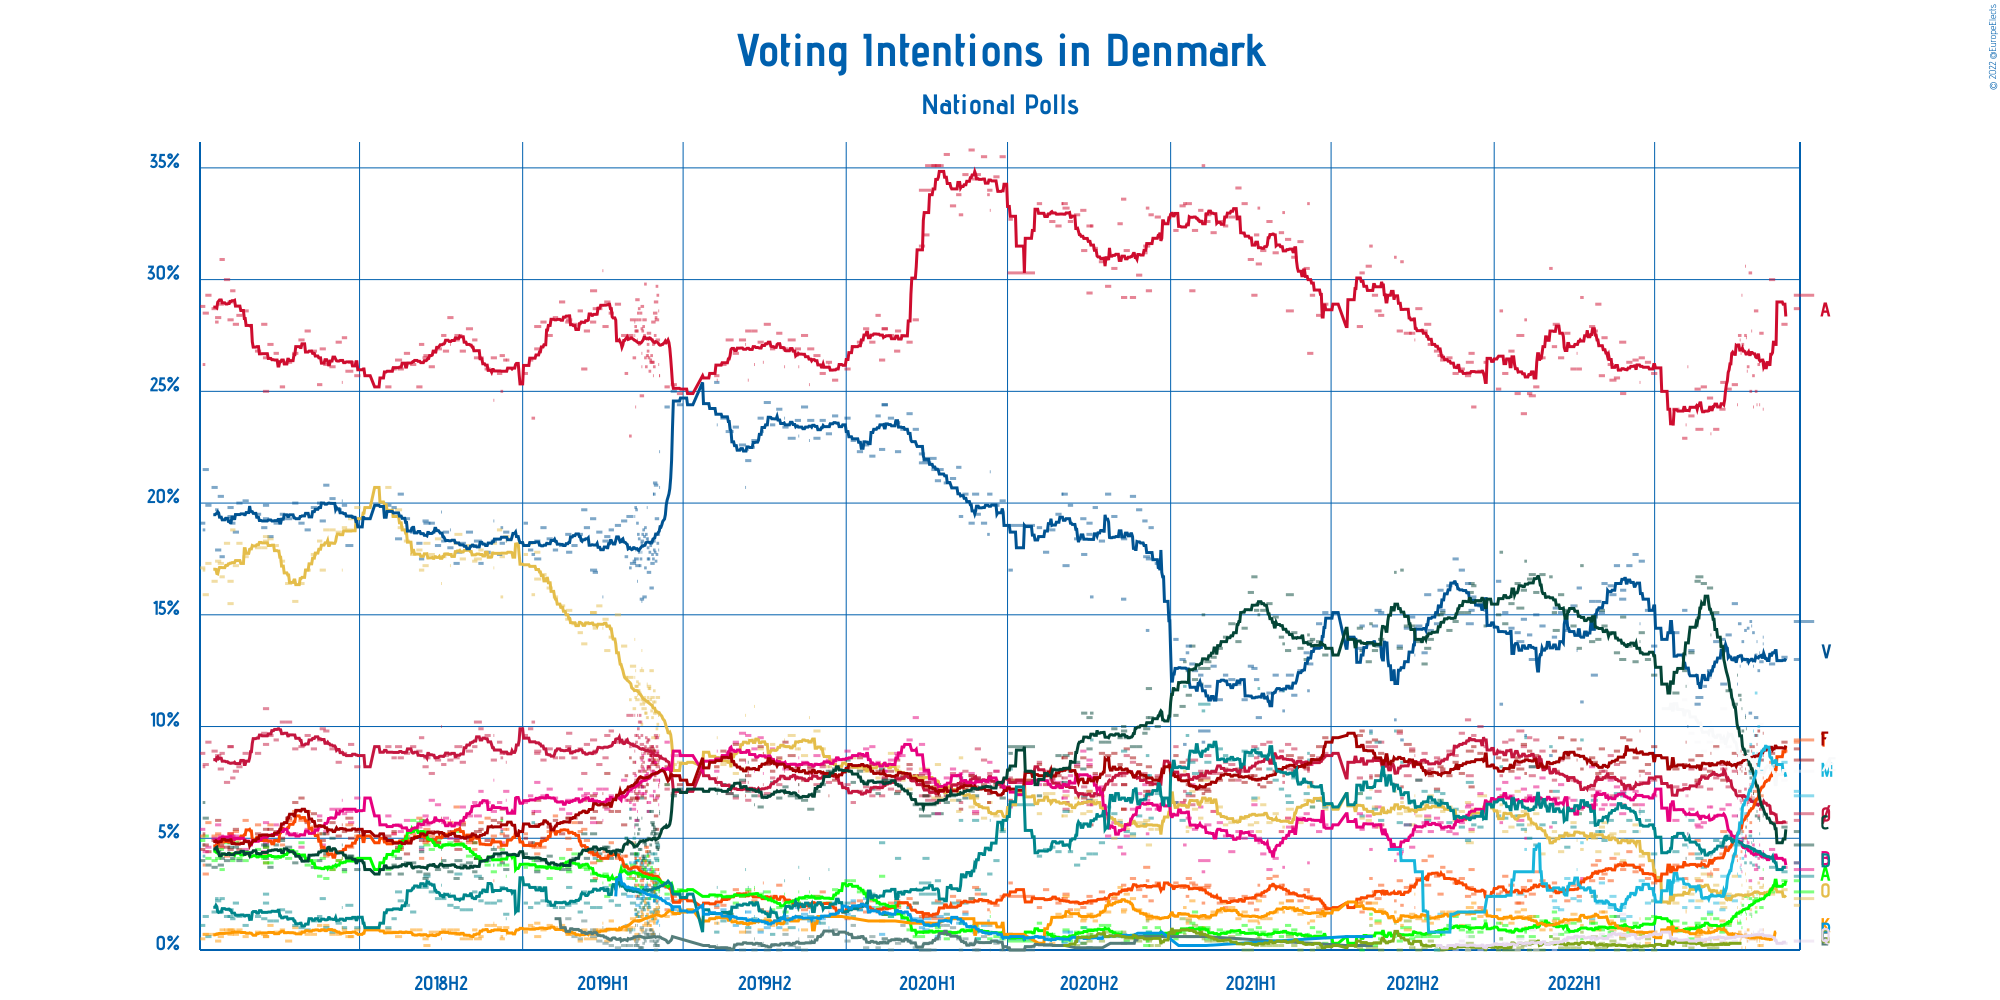 © 2022 @EuropeElects
Voting Intentions in Denmark
National Polls
35%
30%
25%
20%
15%
10%
5%
0%
A
V
F
M
Ø
C
B
D
Å
O
K
2018H2
2019H1
2019H2
2020H1
2020H2
2021H1
2021H2
2022H1